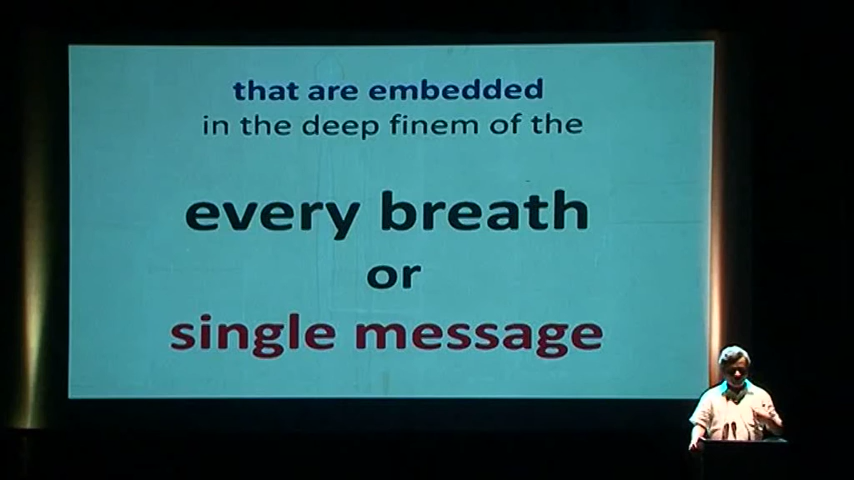 that are embedded
in the deep finem of the
every breath
or
single message